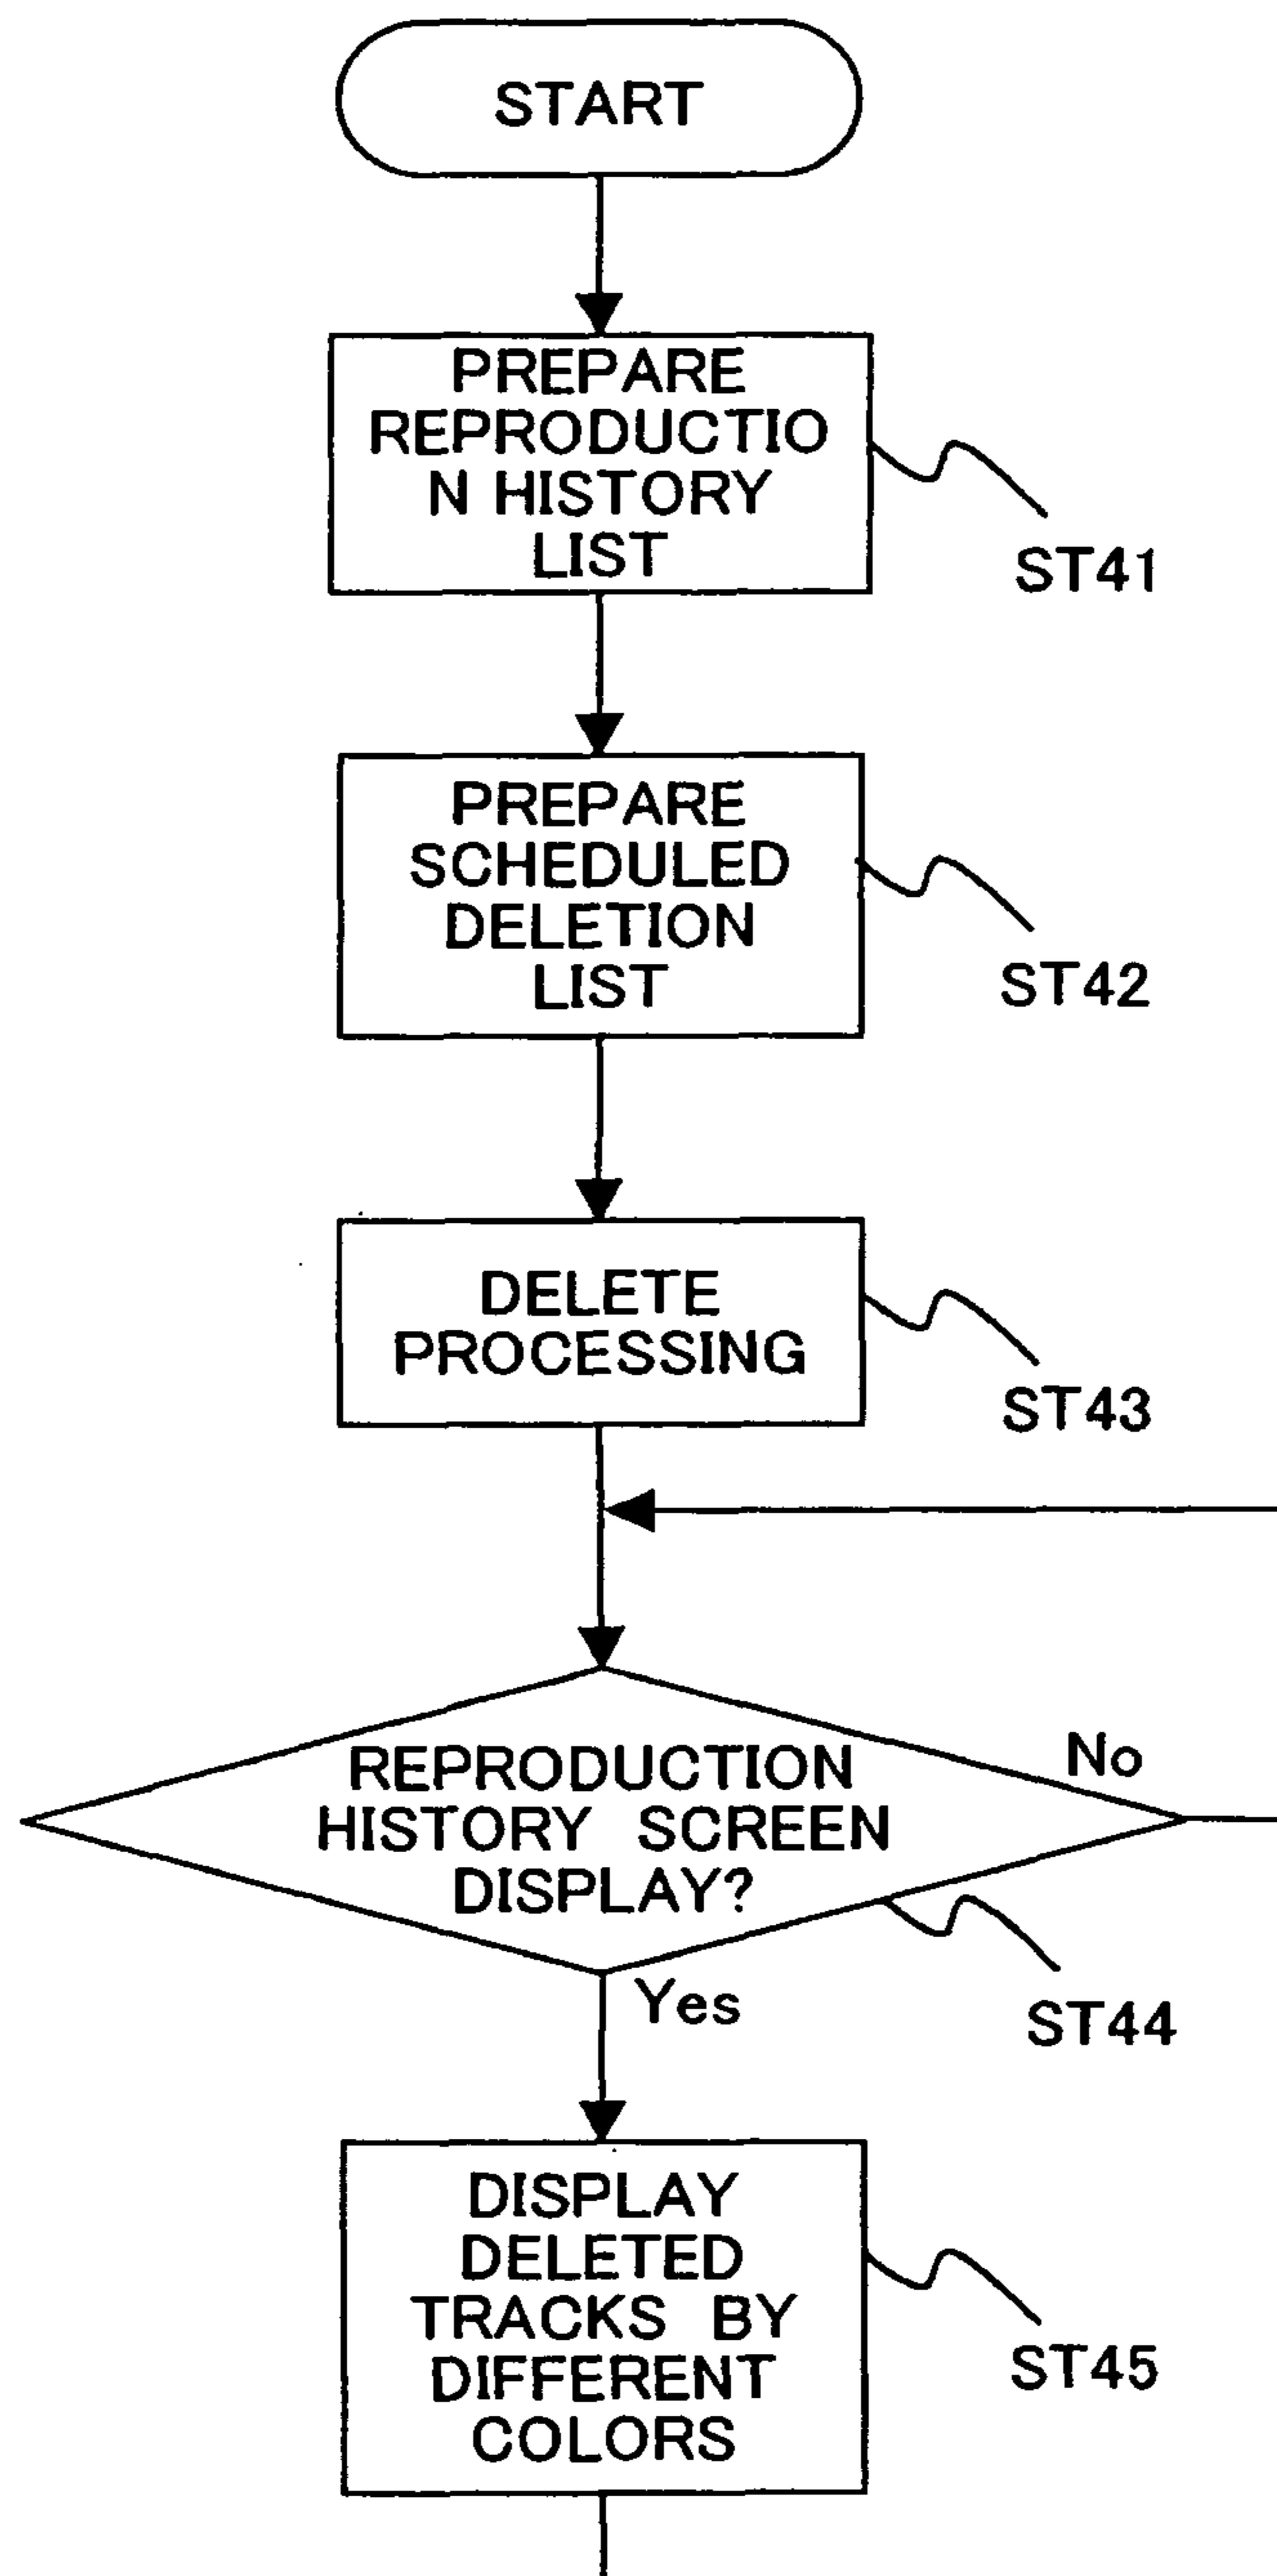 START
PREPARE
REPRODUCTIO
N HISTORY
LIST
ST41
PREPARE
SCHEDULED
DELETION
LIST
ST42
DELETE
PROCESSING
ST43
REPRODUCTION
HISTORY SCREEN
DISPLAY?
No
Yes
ST44
DISPLAY
DELETED
TRACKS BY
DIFFERENT
COLORS
ST45